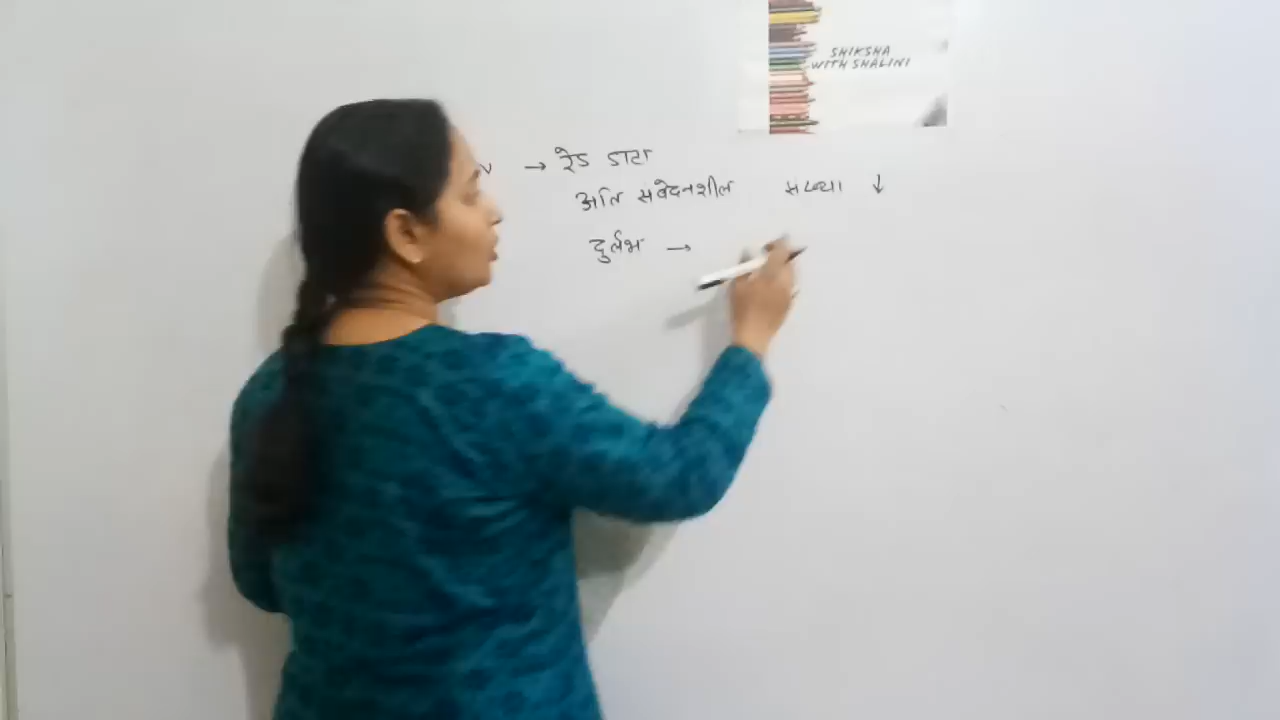 SHIKSHA
WITH SHALINI
→ रेड डाटा
अति संवेदनशील संख्या ↓
दुर्लभ →